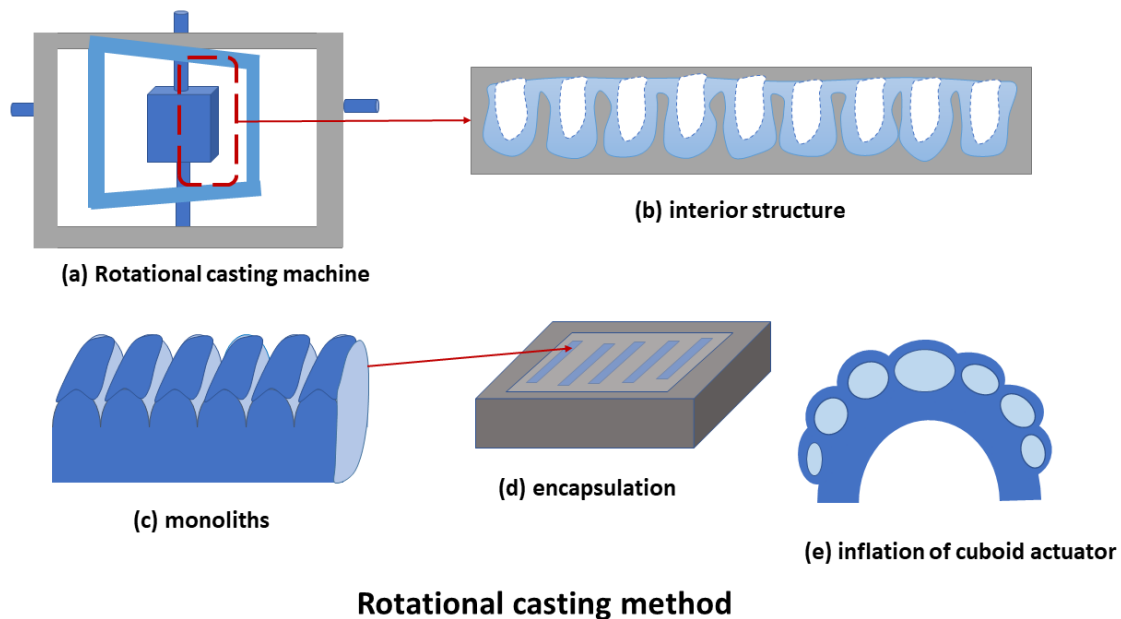 (a) Rotational casting machine
(b) interior structure
(c) monoliths
(d) encapsulation
(e) inflation of cuboid actuator
Rotational casting method